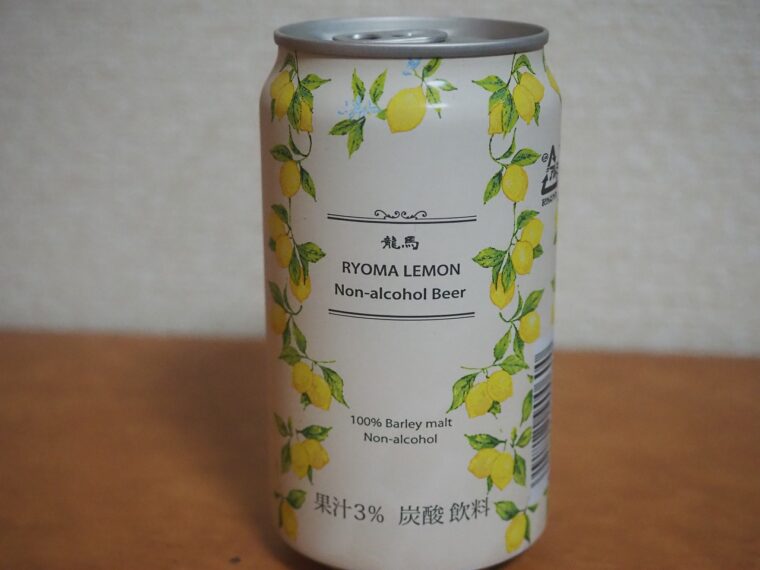 龍馬
RYOMA LEMON
Non-alcohol Beer
100% Barley malt
Non-alcohol
果汁3% 炭酸飲料